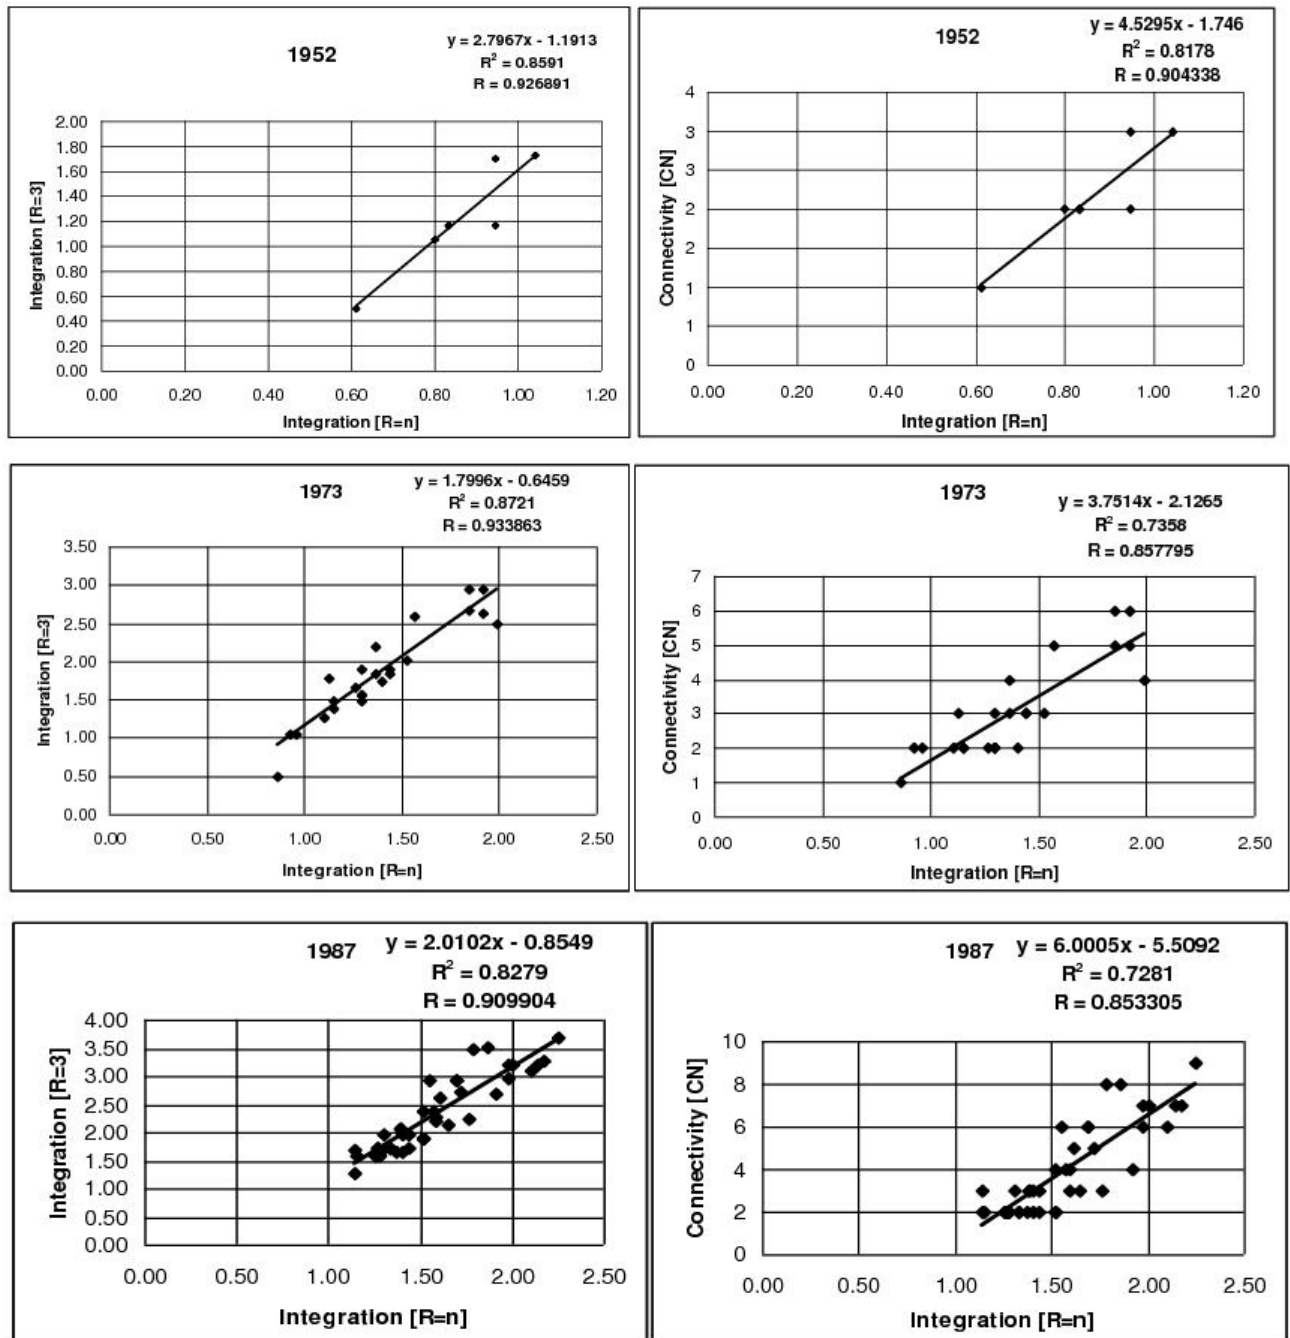 1952
y = 2.7967x - 1.1913
R² = 0.8591
R = 0.926891
2.00
1.80
1.60
1.40
1.20
1.00
0.80
0.60
0.40
0.20
0.00
Integration [R=3]
0.00 0.20 0.40 0.60 0.80 1.00 1.20
Integration [R=n]
1952
y = 4.5295x - 1.746
R² = 0.8178
R = 0.904338
4
3
3
2
2
1
1
0
Connectivity [CN]
0.00 0.20 0.40 0.60 0.80 1.00 1.20
Integration [R=n]
1973
y = 1.7996x - 0.6459
R² = 0.8721
R = 0.933863
3.50
3.00
2.50
2.00
1.50
1.00
0.50
0.00
Integration [R=3]
0.00 0.50 1.00 1.50 2.00 2.50
Integration [R=n]
1973
y = 3.7514x - 2.1265
R² = 0.7358
R = 0.857795
7
6
5
4
3
2
1
0
Connectivity [CN]
0.00 0.50 1.00 1.50 2.00 2.50
Integration [R=n]
1987 y = 2.0102x - 0.8549
R² = 0.8279
R = 0.909904
4.00
3.50
3.00
2.50
2.00
1.50
1.00
0.50
0.00
Integration [R=3]
0.00 0.50 1.00 1.50 2.00 2.50
Integration [R=n]
1987 y = 6.0005x - 5.5092
R² = 0.7281
R = 0.853305
10
8
6
4
2
0
Connectivity [CN]
0.00 0.50 1.00 1.50 2.00 2.50
Integration [R=n]